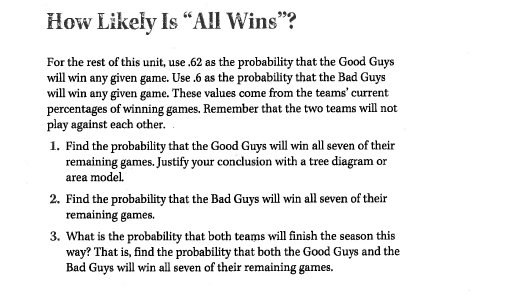 How Likely Is “All Wins”?
For the rest of this unit, use .62 as the probability that the Good Guys
will win any given game. Use .6 as the probability that the Bad Guys
will win any given game. These values come from the teams’ current
percentages of winning games. Remember that the two teams will not
play against each other.
1. Find the probability that the Good Guys will win all seven of their
remaining games. Justify your conclusion with a tree diagram or
area model.
2. Find the probability that the Bad Guys will win all seven of their
remaining games.
3. What is the probability that both teams will finish the season this
way? That is, find the probability that both the Good Guys and the
Bad Guys will win all seven of their remaining games.